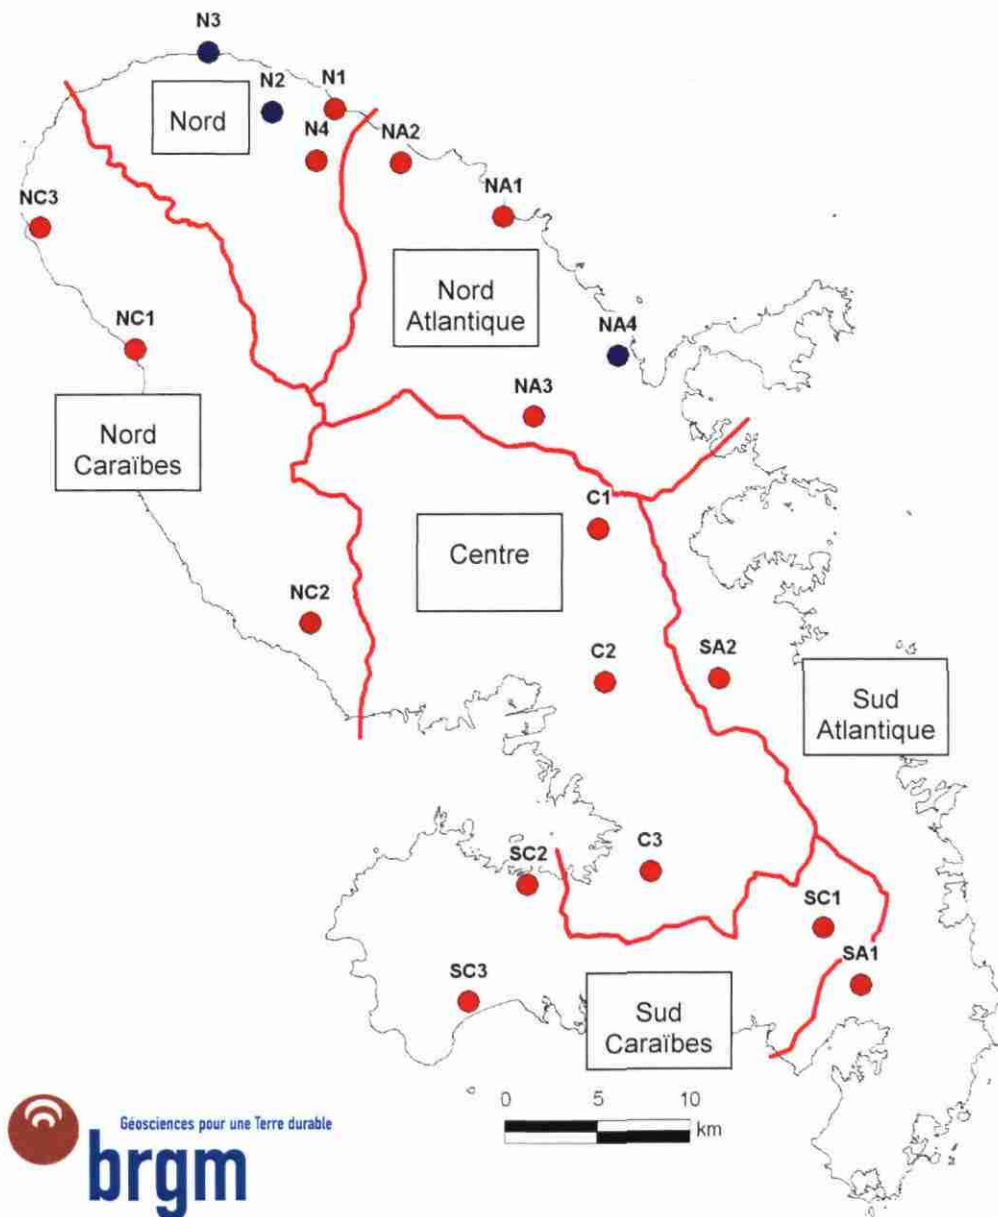 N3
N2
N1
Nord
N4
NA2
NC3
NA1
Nord
Atlantique
NC1
NA4
NA3
Nord
Caraïbes
C1
Centre
NC2
C2
SA2
Sud
Atlantique
SC2
C3
SC1
SA1
SC3
Sud
Caraïbes
0 5 10
km
Géosciences pour une Terre durable
brgm